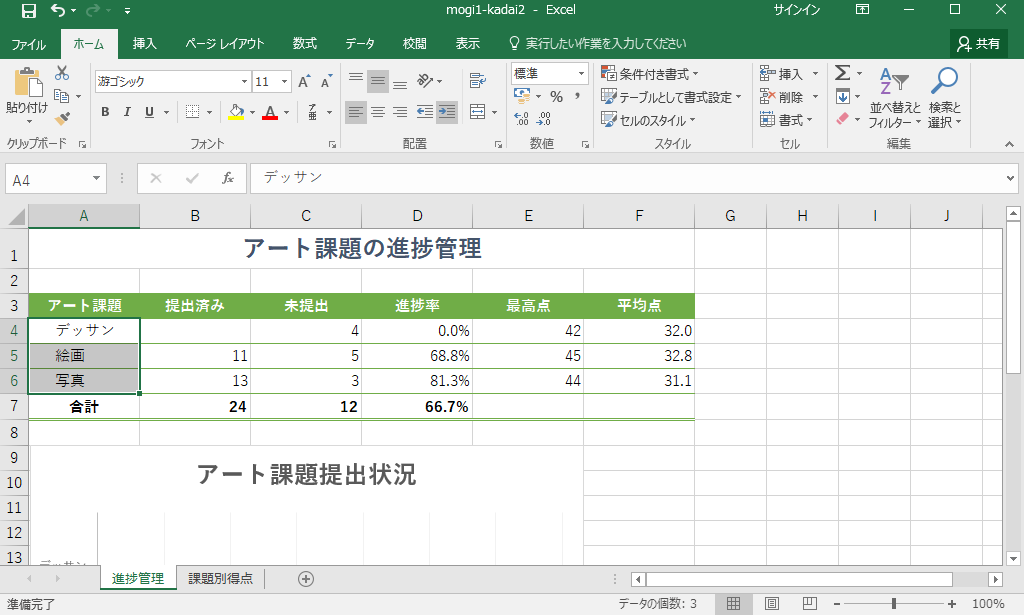 mogi1-kadai2 - Excel サインイン
ファイル ホーム 挿入 ページ レイアウト 数式 データ 校閲 表示 実行したい作業を入力してください 共有
貼り付け 游ゴシック 11 標準 条件付き書式 挿入 並べ替えと 検索と
B I U % , テーブルとして書式設定 削除 フィルター 選択
セルのスタイル 書式
クリップボード フォント 配置 数値 スタイル セル 編集
A4 fx デッサン
A B C D E F G H I J
1 アート課題の進捗管理
2
3 アート課題 提出済み 未提出 進捗率 最高点 平均点
4 デッサン 4 0.0% 42 32.0
5 絵画 11 5 68.8% 45 32.8
6 写真 13 3 81.3% 44 31.1
7 合計 24 12 66.7%
8
9 アート課題提出状況
10
11
12
13 デッサン
進捗管理 課題別得点
準備完了 データの個数: 3 100%